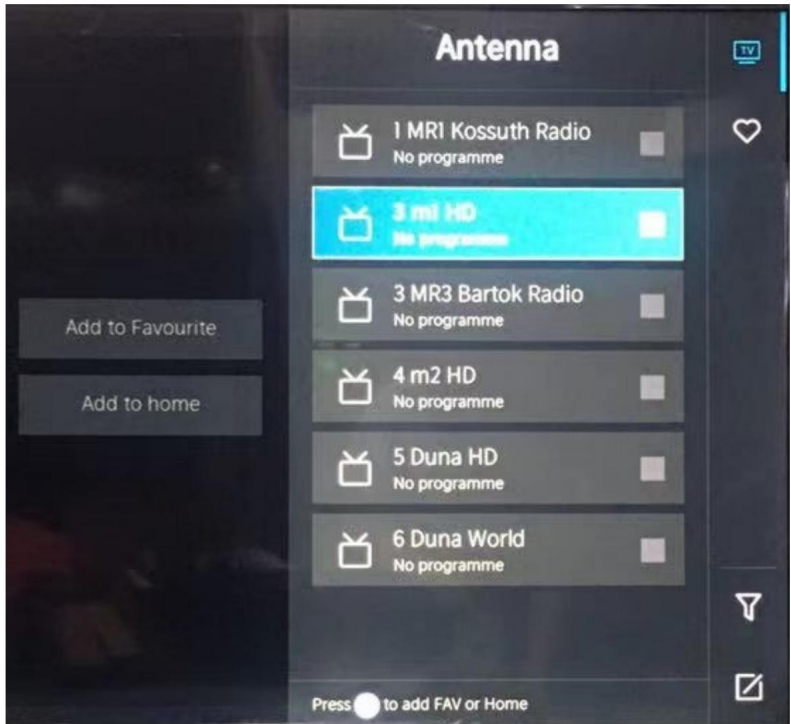 Antenna
TV
1 MR1 Kossuth Radio
No programme
3 m1 HD
No programme
3 MR3 Bartok Radio
No programme
4 m2 HD
No programme
5 Duna HD
No programme
6 Duna World
No programme
Add to Favourite
Add to home
Press to add FAV or Home